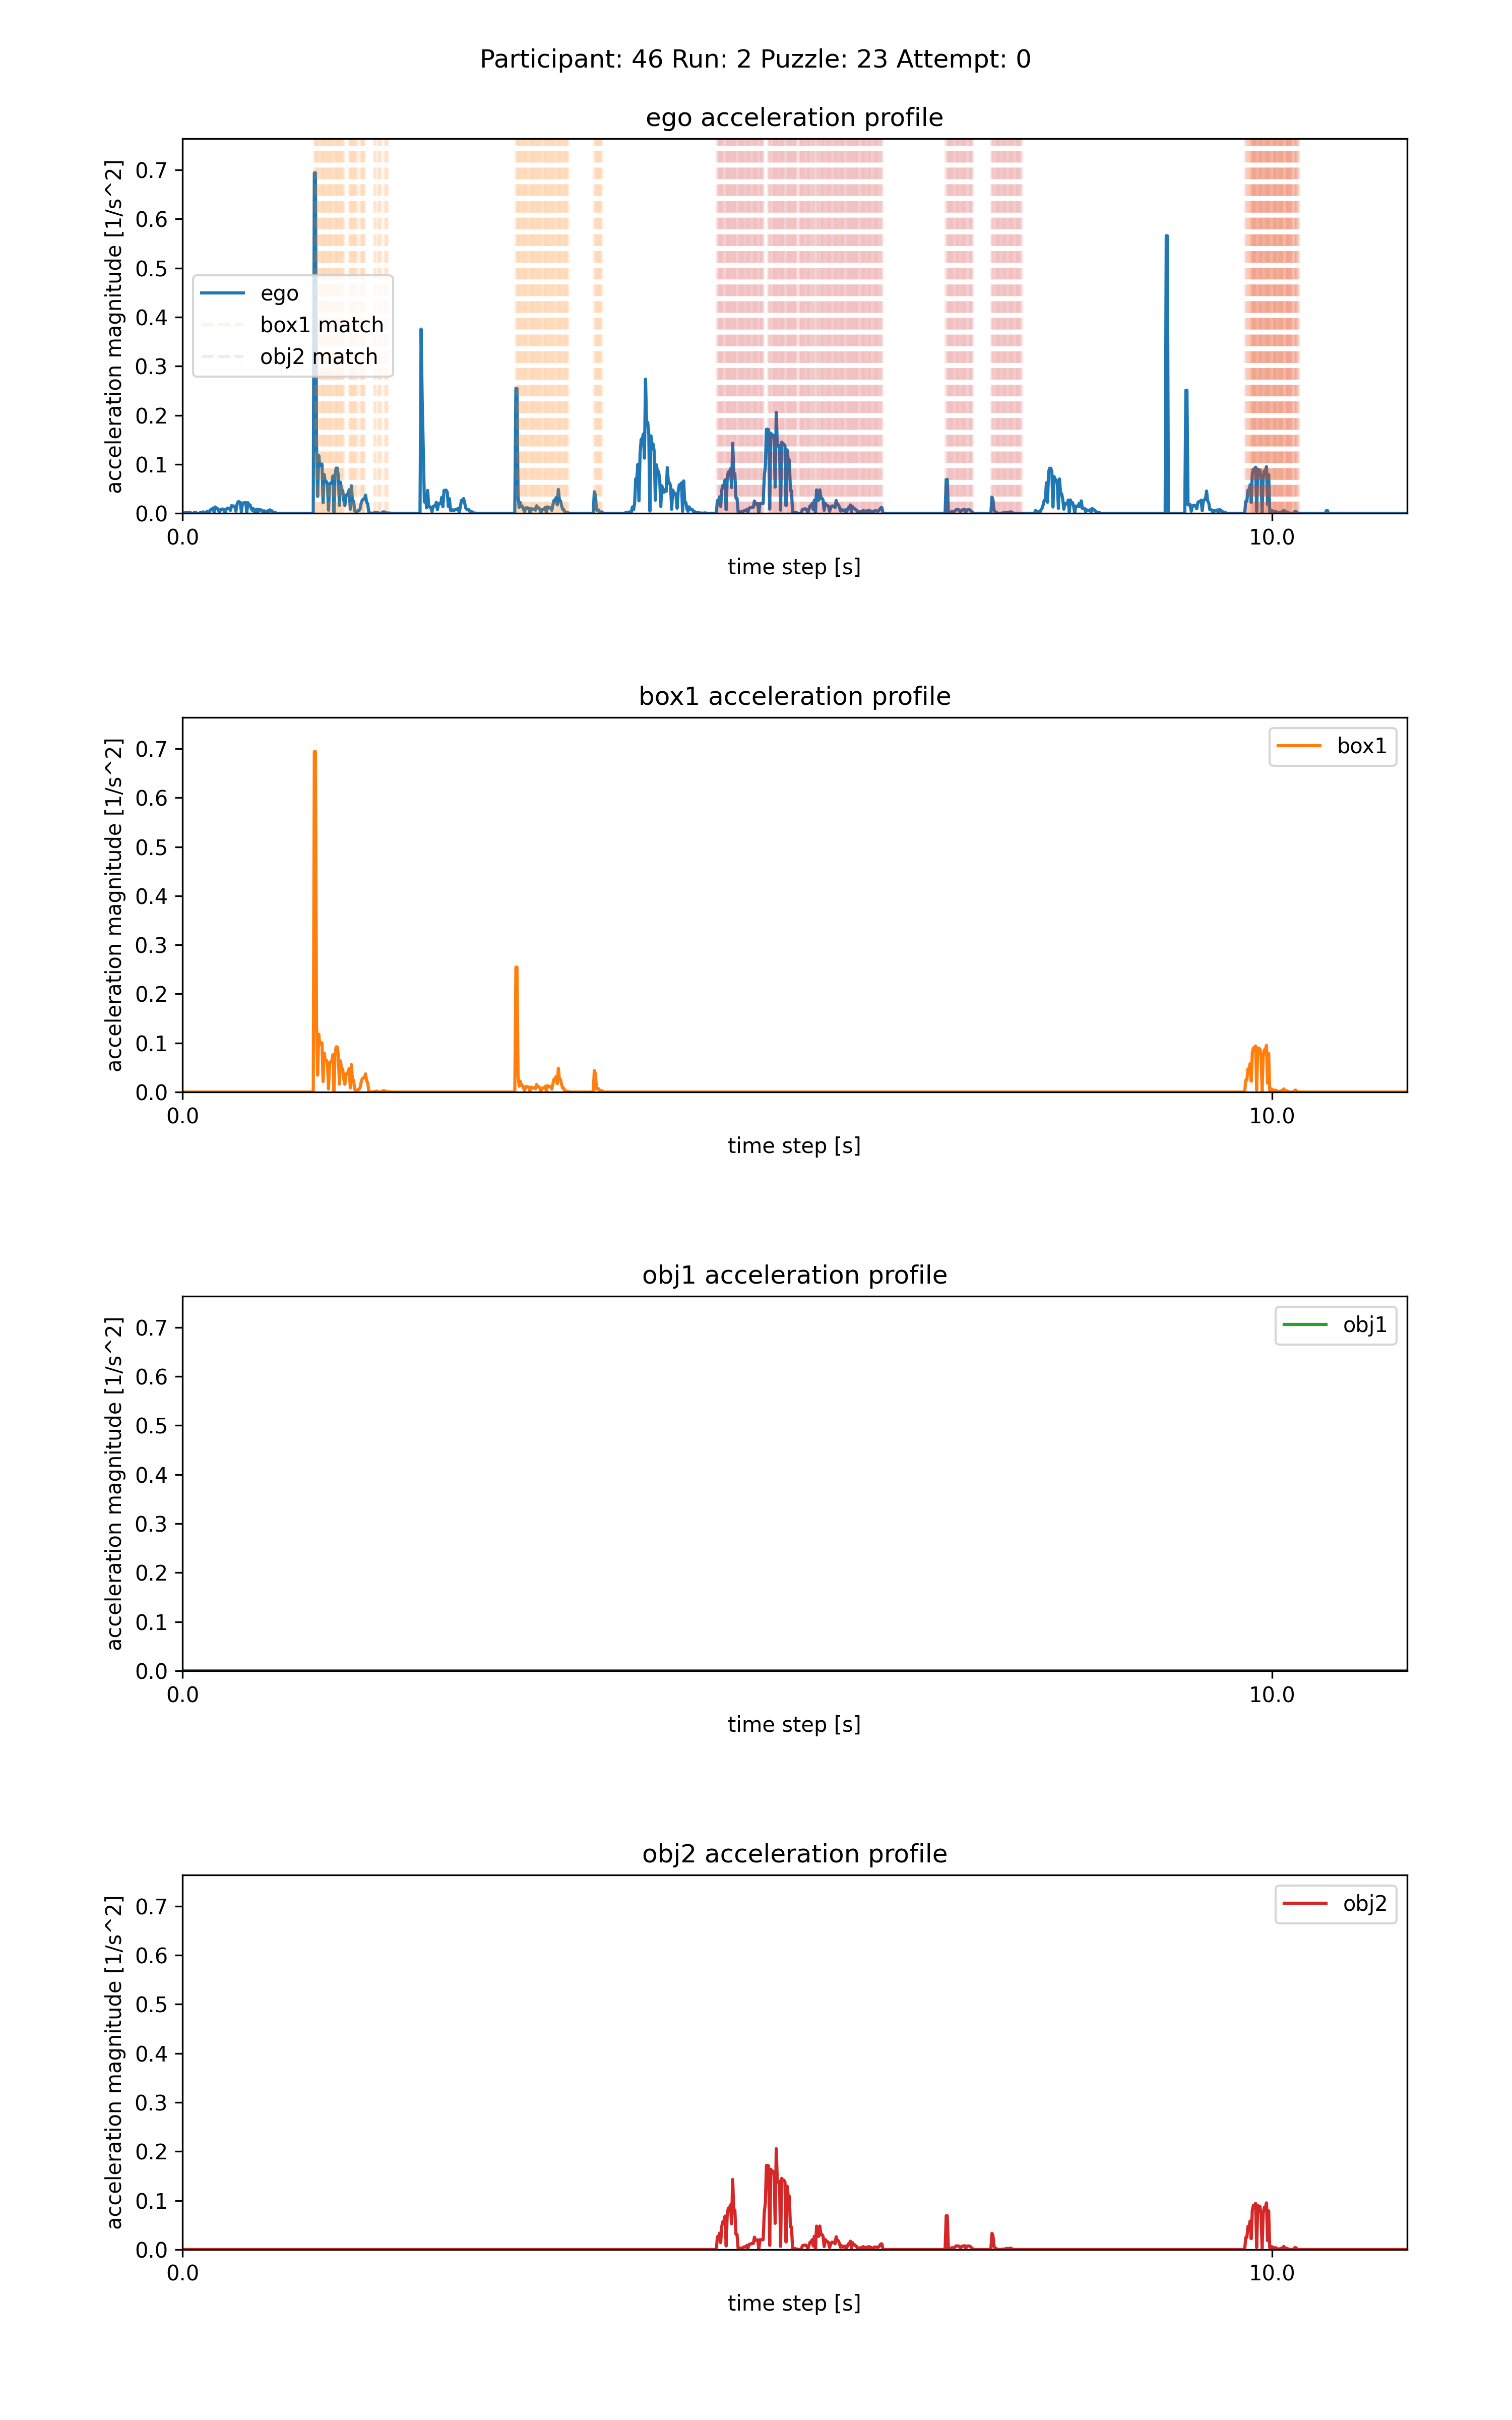 Participant: 46 Run: 2 Puzzle: 23 Attempt: 0
ego acceleration profile
acceleration magnitude [1/s^2]
0.7
0.6
0.5
0.4
0.3
0.2
0.1
0.0
ego
box1 match
obj2 match
0.0
10.0
time step [s]
box1 acceleration profile
acceleration magnitude [1/s^2]
0.7
0.6
0.5
0.4
0.3
0.2
0.1
0.0
box1
0.0
10.0
time step [s]
obj1 acceleration profile
acceleration magnitude [1/s^2]
0.7
0.6
0.5
0.4
0.3
0.2
0.1
0.0
obj1
0.0
10.0
time step [s]
obj2 acceleration profile
acceleration magnitude [1/s^2]
0.7
0.6
0.5
0.4
0.3
0.2
0.1
0.0
obj2
0.0
10.0
time step [s]